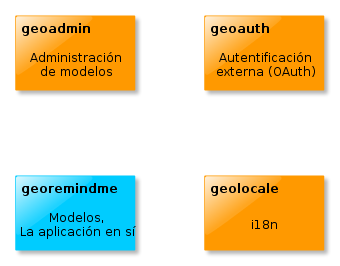 geoadmin
Administración
de modelos
geoauth
Autentificación
externa (OAuth)
georemindme
Modelos,
La aplicación en sí
geolocale
i18n